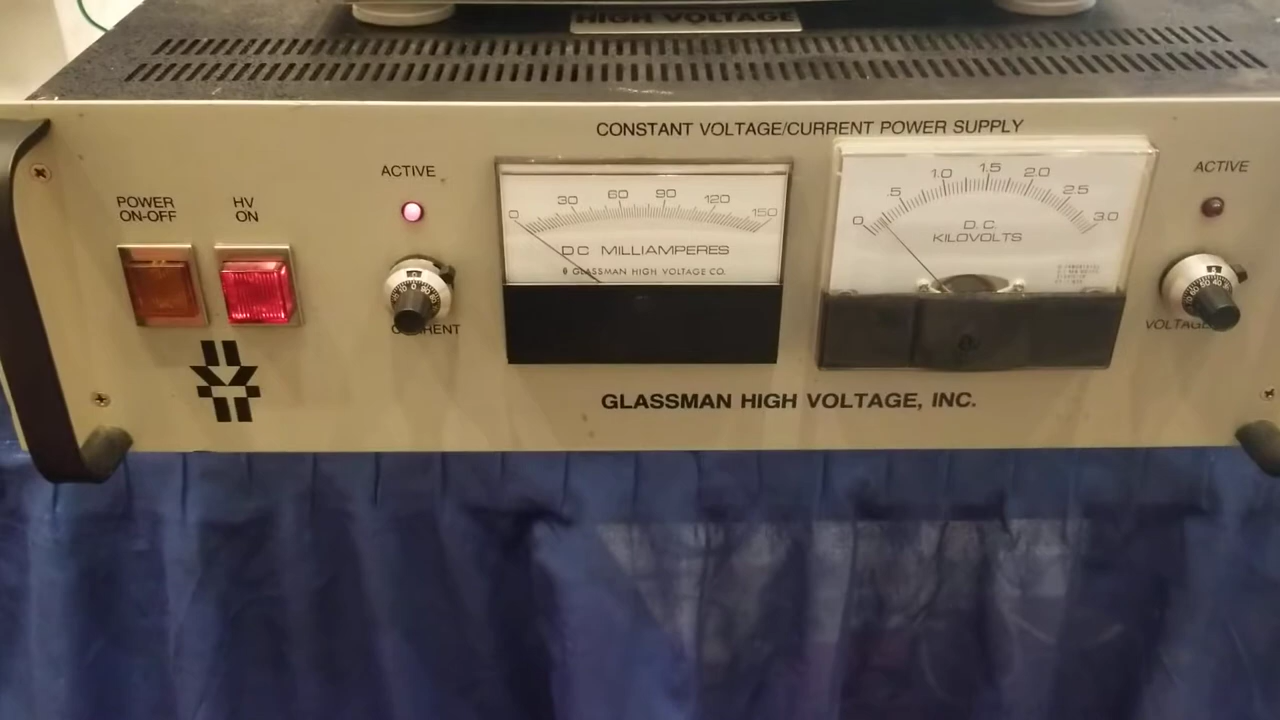 HIGH VOLTAGE
CONSTANT VOLTAGE/CURRENT POWER SUPPLY
POWER
ON-OFF
HV
ON
ACTIVE
CURRENT
0 30 60 90 120 150
DC MILLIAMPERES
GLASSMAN HIGH VOLTAGE CO.
0 .5 1.0 1.5 2.0 2.5 3.0
D.C.
KILOVOLTS
ACTIVE
VOLTAGE
GLASSMAN HIGH VOLTAGE, INC.